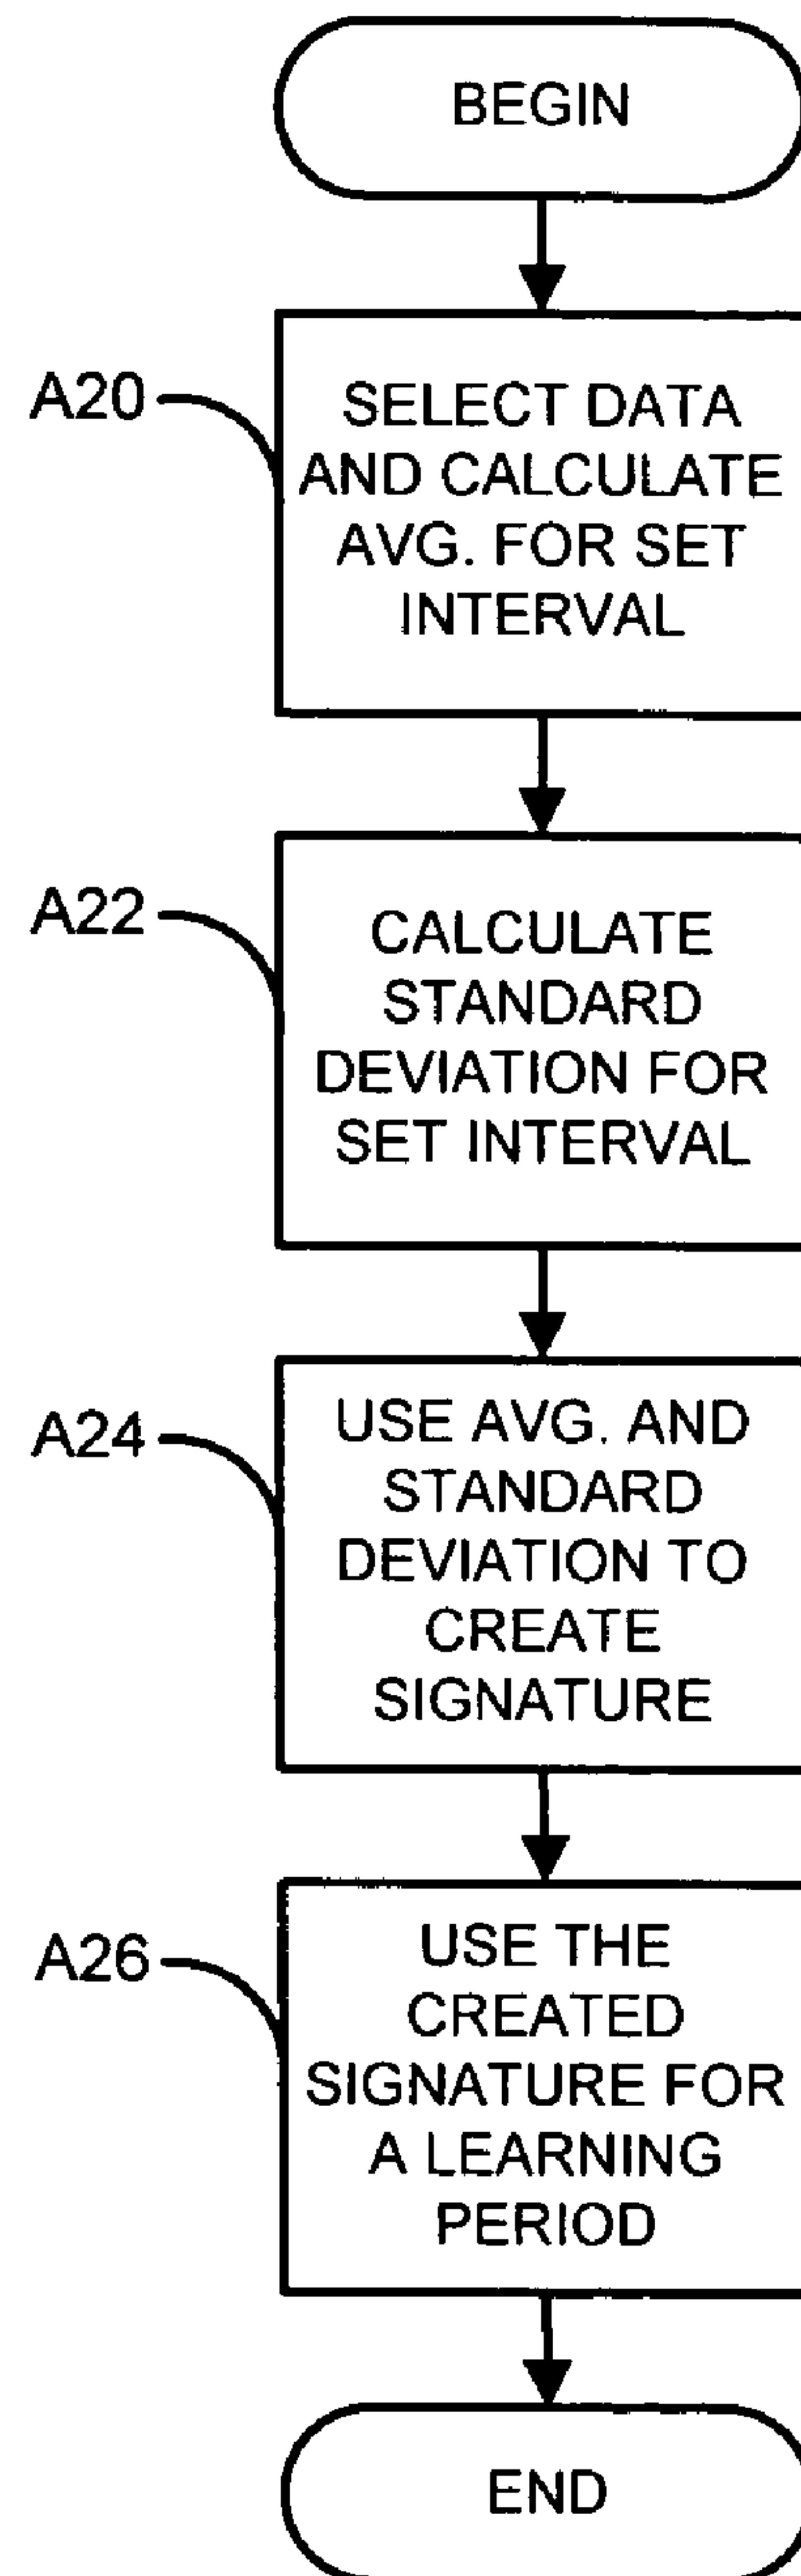 BEGIN
A20
SELECT DATA
AND CALCULATE
AVG. FOR SET
INTERVAL
A22
CALCULATE
STANDARD
DEVIATION FOR
SET INTERVAL
A24
USE AVG. AND
STANDARD
DEVIATION TO
CREATE
SIGNATURE
A26
USE THE
CREATED
SIGNATURE FOR
A LEARNING
PERIOD
END